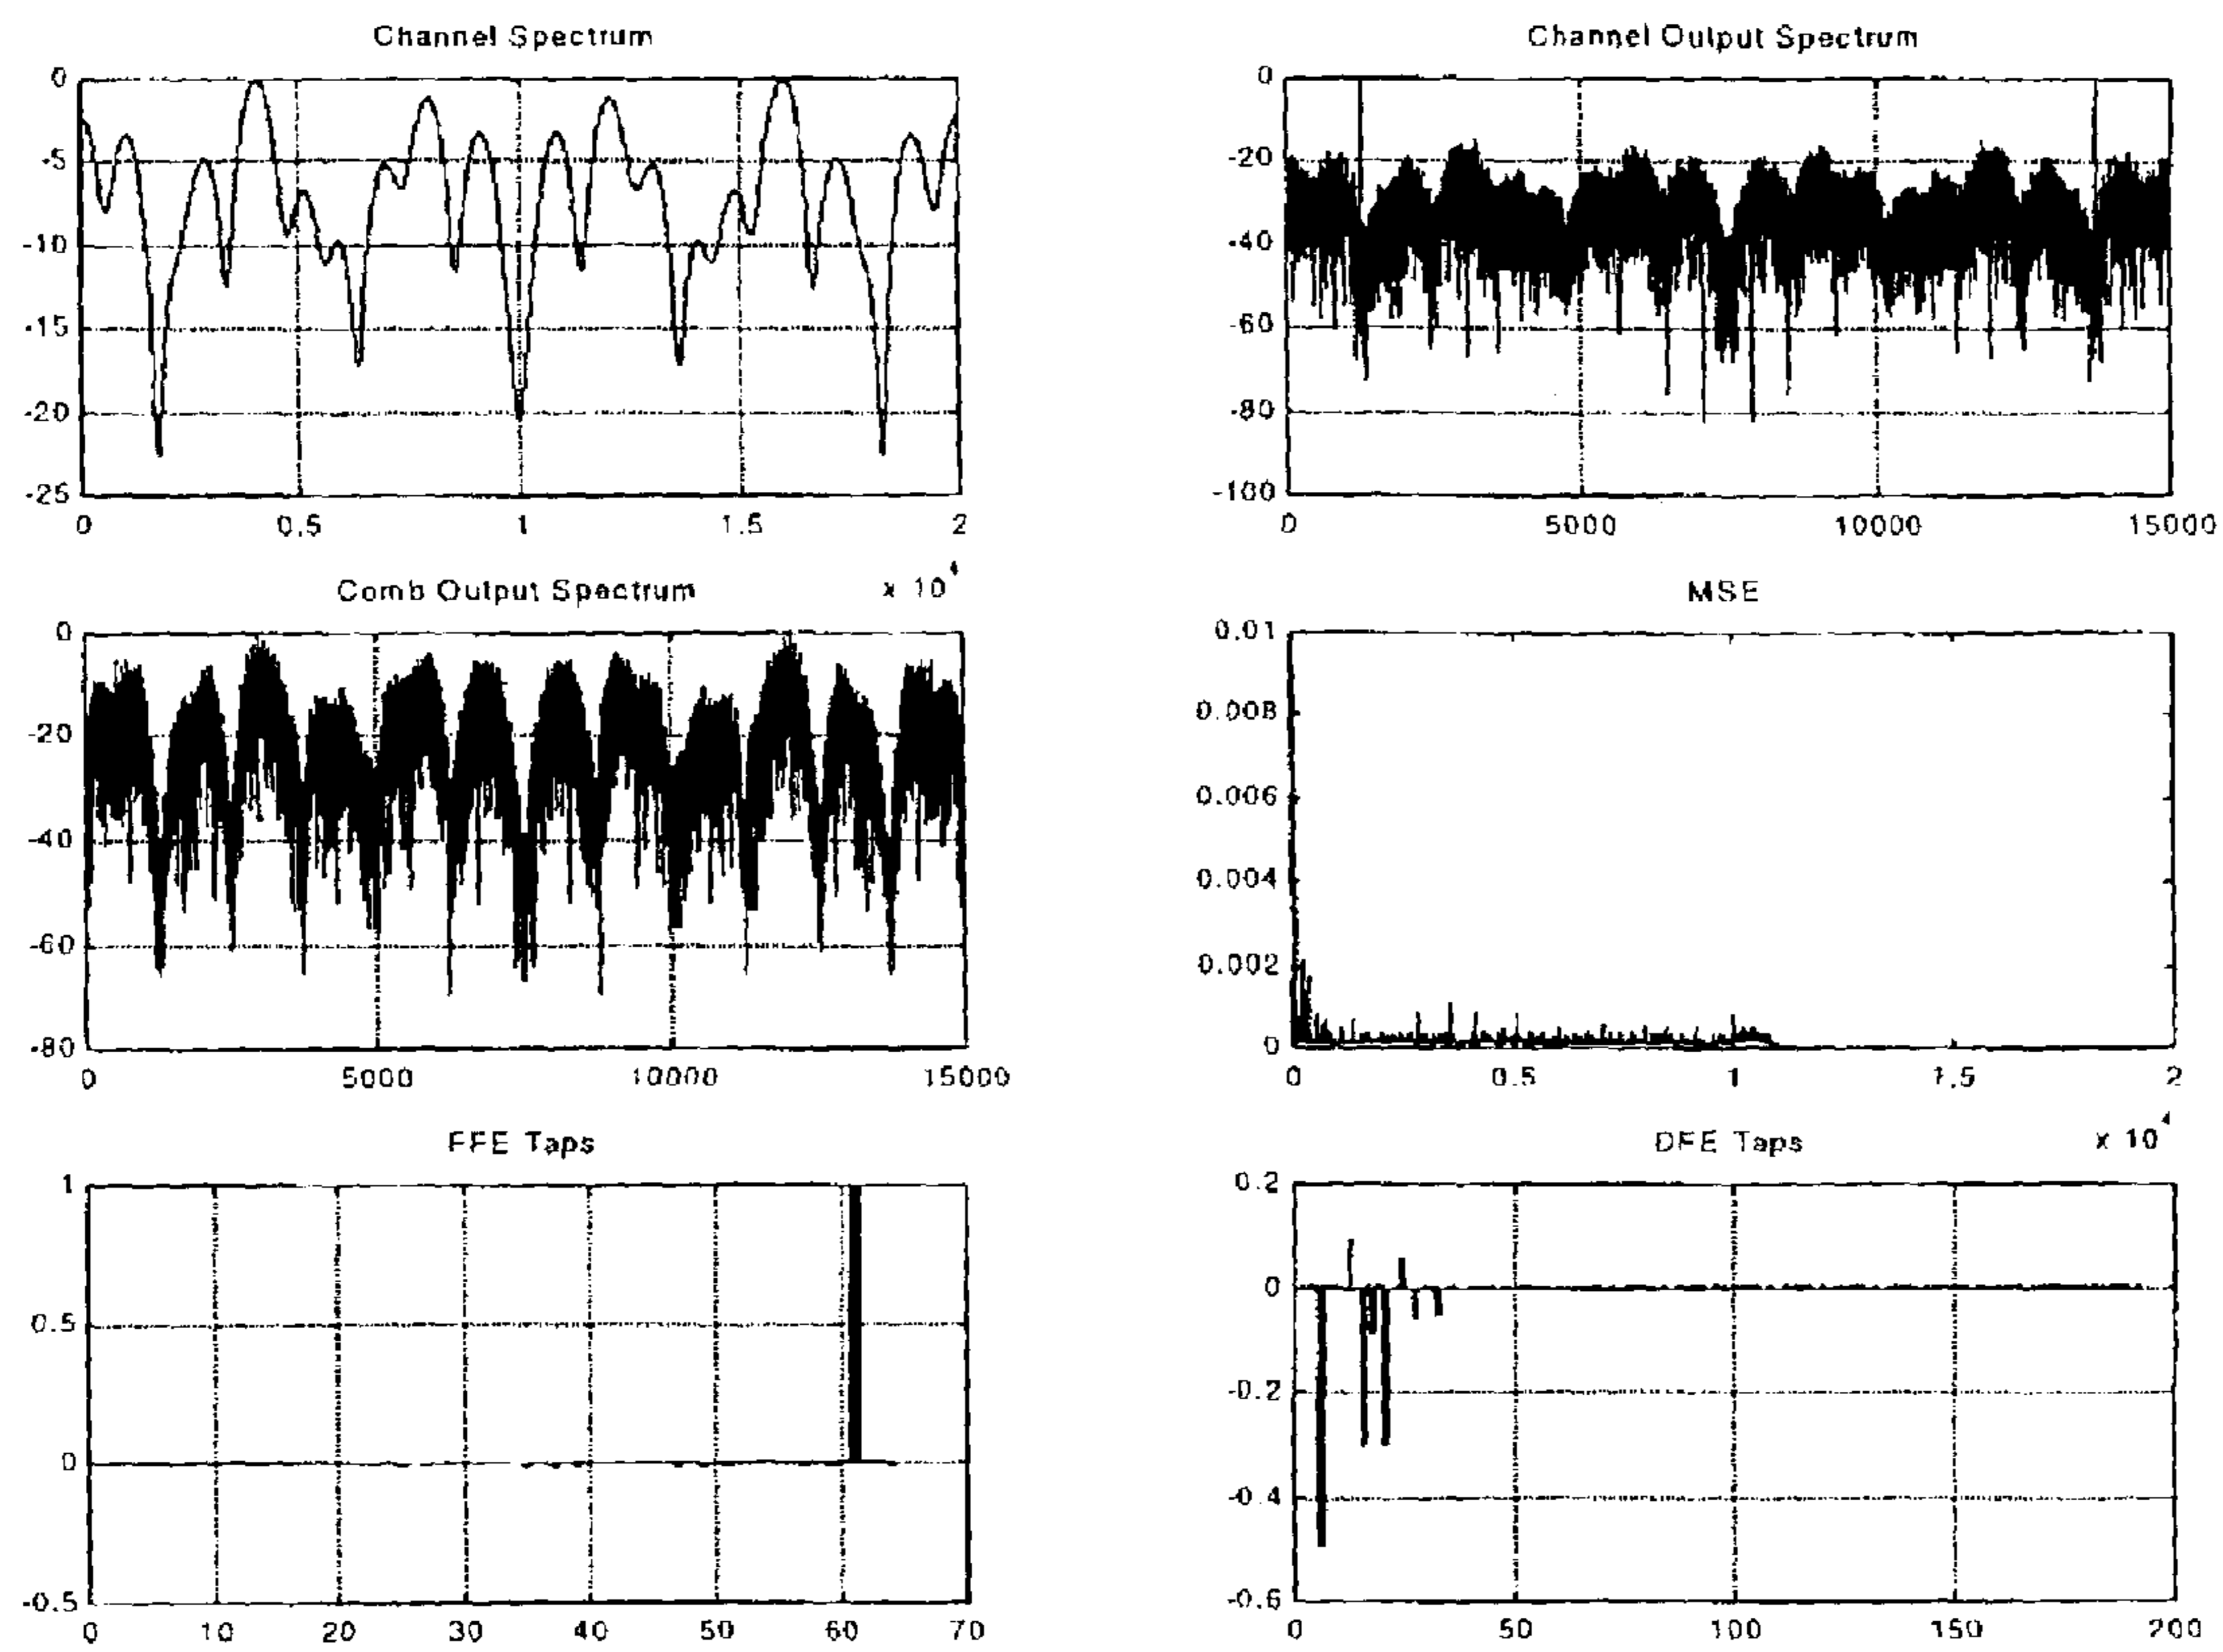 Channel Spectrum
0
-5
-10
-15
-20
-25
0 0.5 1 1.5 2
x 10^4
Channel Output Spectrum
0
-20
-40
-60
-80
-100
0 5000 10000 15000
Comb Output Spectrum
0
-20
-40
-60
-80
0 5000 10000 15000
MSE
0.01
0.008
0.006
0.004
0.002
0
0 0.5 1 1.5 2
x 10^4
FFE Taps
1
0.5
0
-0.5
0 10 20 30 40 50 60 70
DFE Taps
0.2
0
-0.2
-0.4
-0.6
0 50 100 150 200